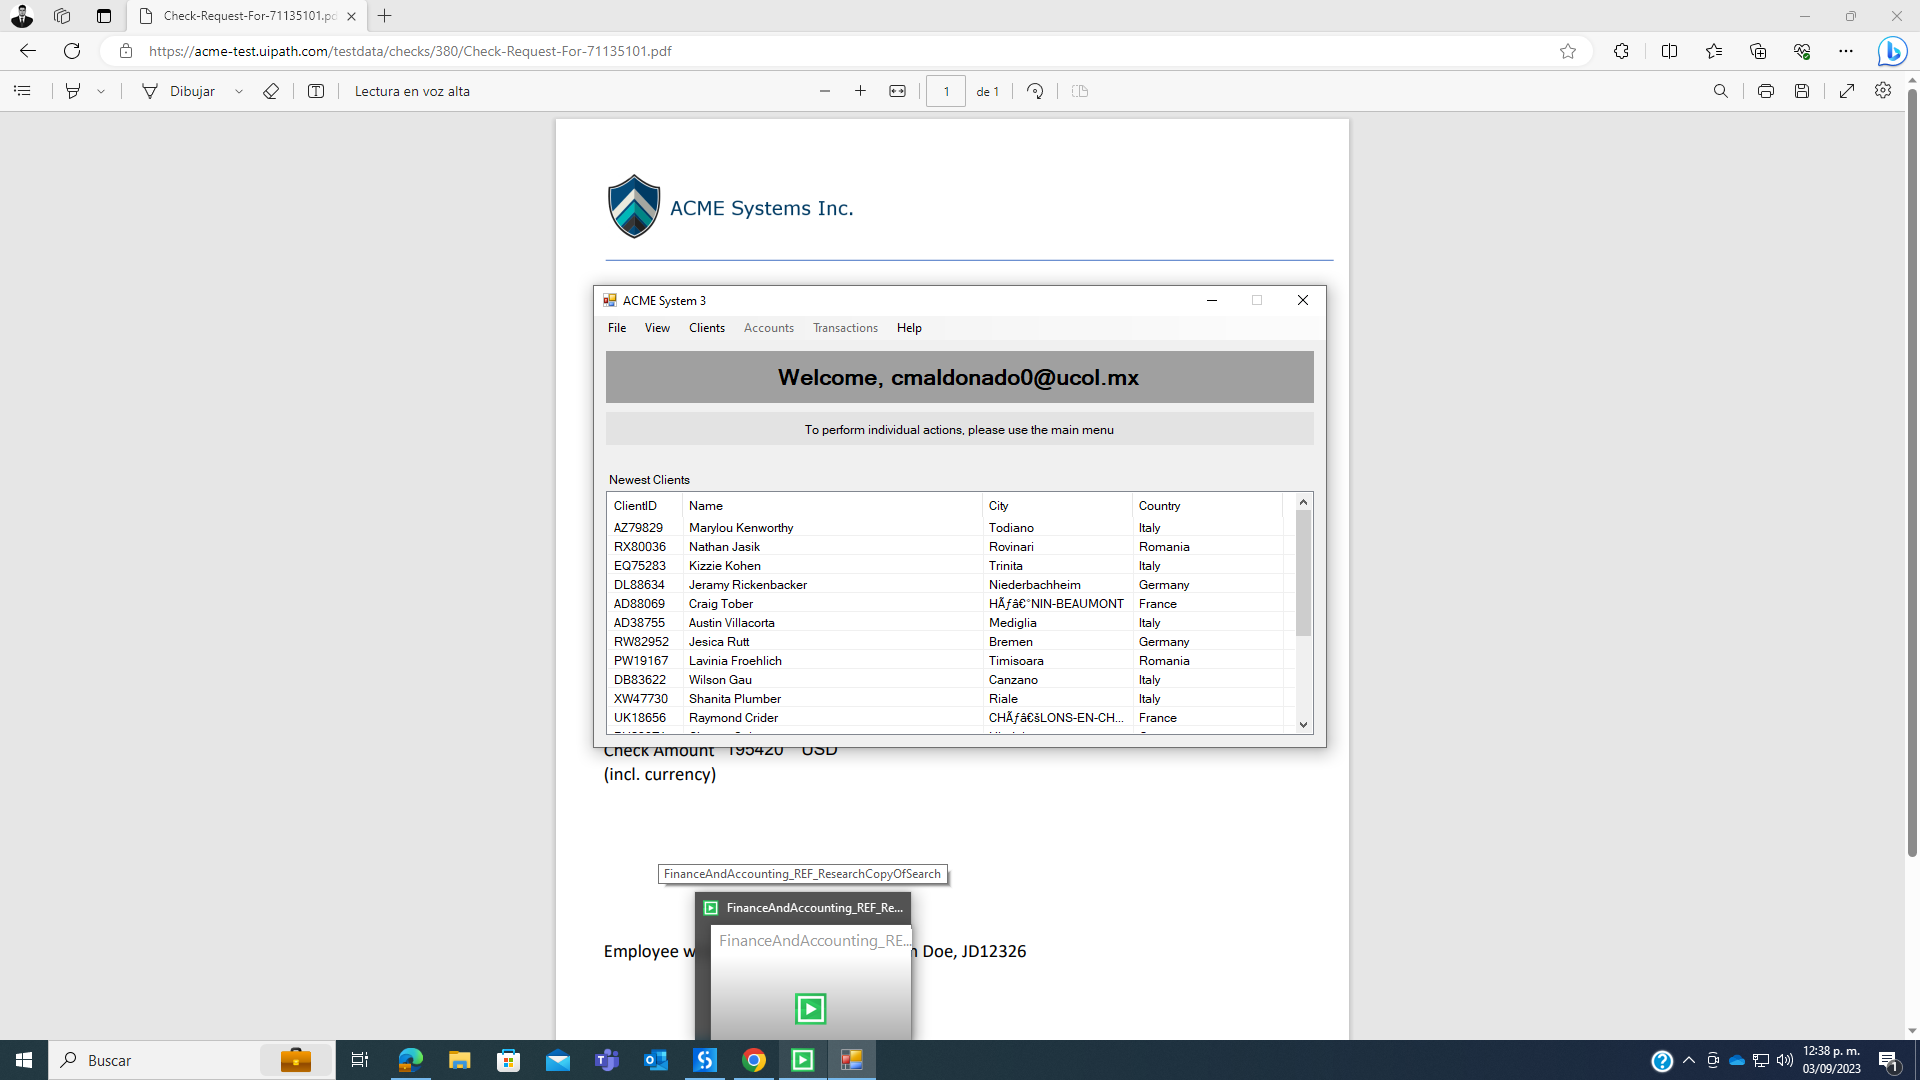 Check-Request-For-71135101.pd
https://acme-test.uipath.com/testdata/checks/380/Check-Request-For-71135101.pdf
Dibujar
Lectura en voz alta
1 de 1
ACME Systems Inc.
ACME System 3
File View Clients Accounts Transactions Help
Welcome, cmaldonado0@ucol.mx
To perform individual actions, please use the main menu
Newest Clients
ClientID Name City Country
AZ79829 Marylou Kenworthy Todiano Italy
RX80036 Nathan Jasik Rovinari Romania
EQ75283 Kizzie Kohen Trinita Italy
DL88634 Jeramy Rickenbacker Niederbachheim Germany
AD88069 Craig Tober HÃƒâ€°NIN-BEAUMONT France
AD38755 Austin Villacorta Mediglia Italy
RW82952 Jesica Rutt Bremen Germany
PW19167 Lavinia Froehlich Timisoara Romania
DB83622 Wilson Gau Canzano Italy
XW47730 Shanita Plumber Riale Italy
UK18656 Raymond Crider CHÃƒâ€šLONS-EN-CH... France
Check Amount 195420 USD
(incl. currency)
FinanceAndAccounting_REF_ResearchCopyOfSearch
FinanceAndAccounting_REF_Re...
FinanceAndAccounting_RE...
Employee w
Doe, JD12326
Buscar
12:38 p. m.
03/09/2023
1